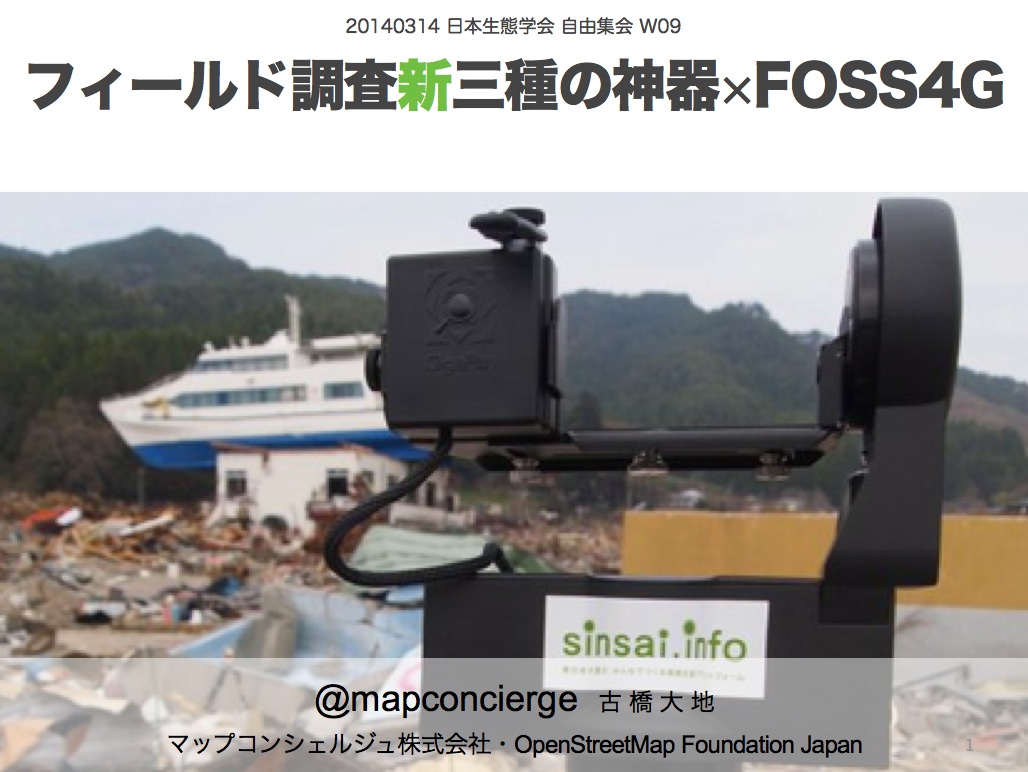 20140314 日本生態学会 自由集会 W09
フィールド調査新三種の神器×FOSS4G
GigaPan
sinsai.info
@mapconcierge 古橋大地
マップコンシェルジュ株式会社・OpenStreetMap Foundation Japan
1